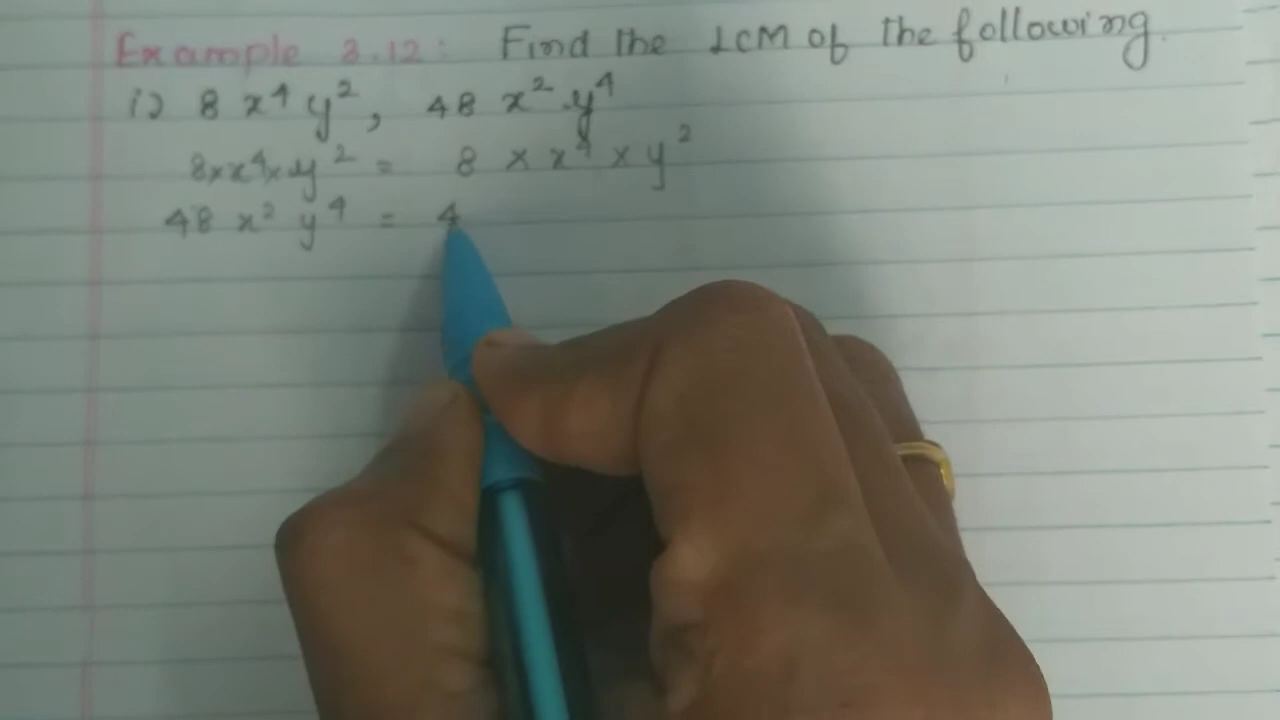 Example 3.12: Find the LCM of the following.
i) 8 x⁴ y², 48 x² y⁴
8×x⁴×y² = 8 × x⁴ × y²
48 x² y⁴ = 4